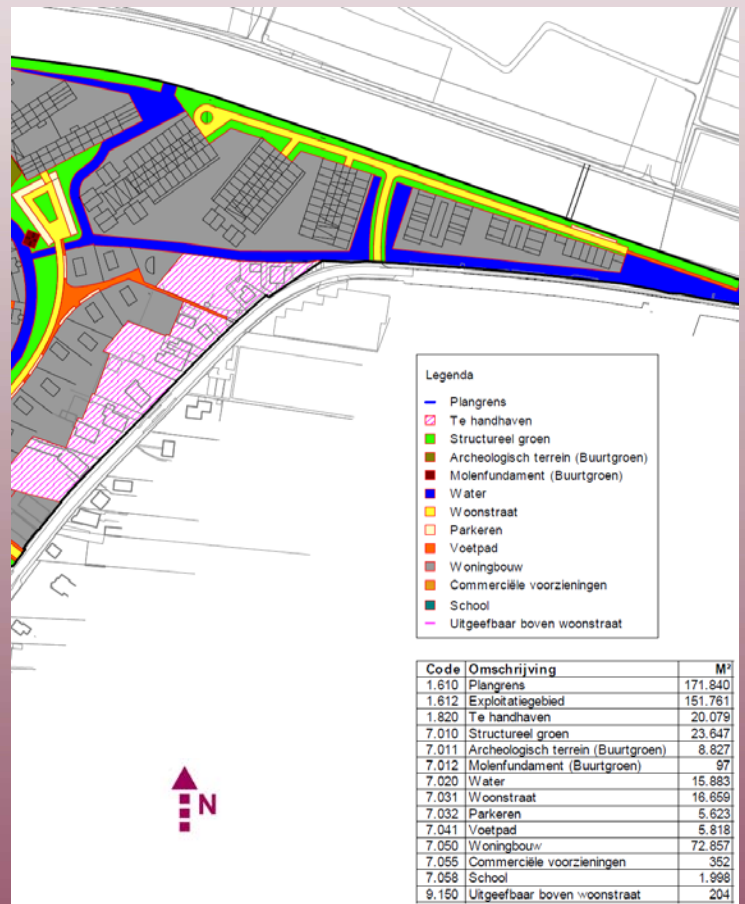 Legenda
Plangrens
Te handhaven
Structureel groen
Archeologisch terrein (Buurtgroen)
Molenfundament (Buurtgroen)
Water
Woonstraat
Parkeren
Voetpad
Woningbouw
Commerciële voorzieningen
School
Uitgeefbaar boven woonstraat
Code Omschrijving M²
1.610 Plangrens 171.840
1.612 Exploitatiegebied 151.761
1.820 Te handhaven 20.079
7.010 Structureel groen 23.647
7.011 Archeologisch terrein (Buurtgroen) 8.827
7.012 Molenfundament (Buurtgroen) 97
7.020 Water 15.883
7.031 Woonstraat 16.659
7.032 Parkeren 5.623
7.041 Voetpad 5.818
7.050 Woningbouw 72.857
7.055 Commerciële voorzieningen 352
7.058 School 1.998
9.150 Uitgeefbaar boven woonstraat 204
N